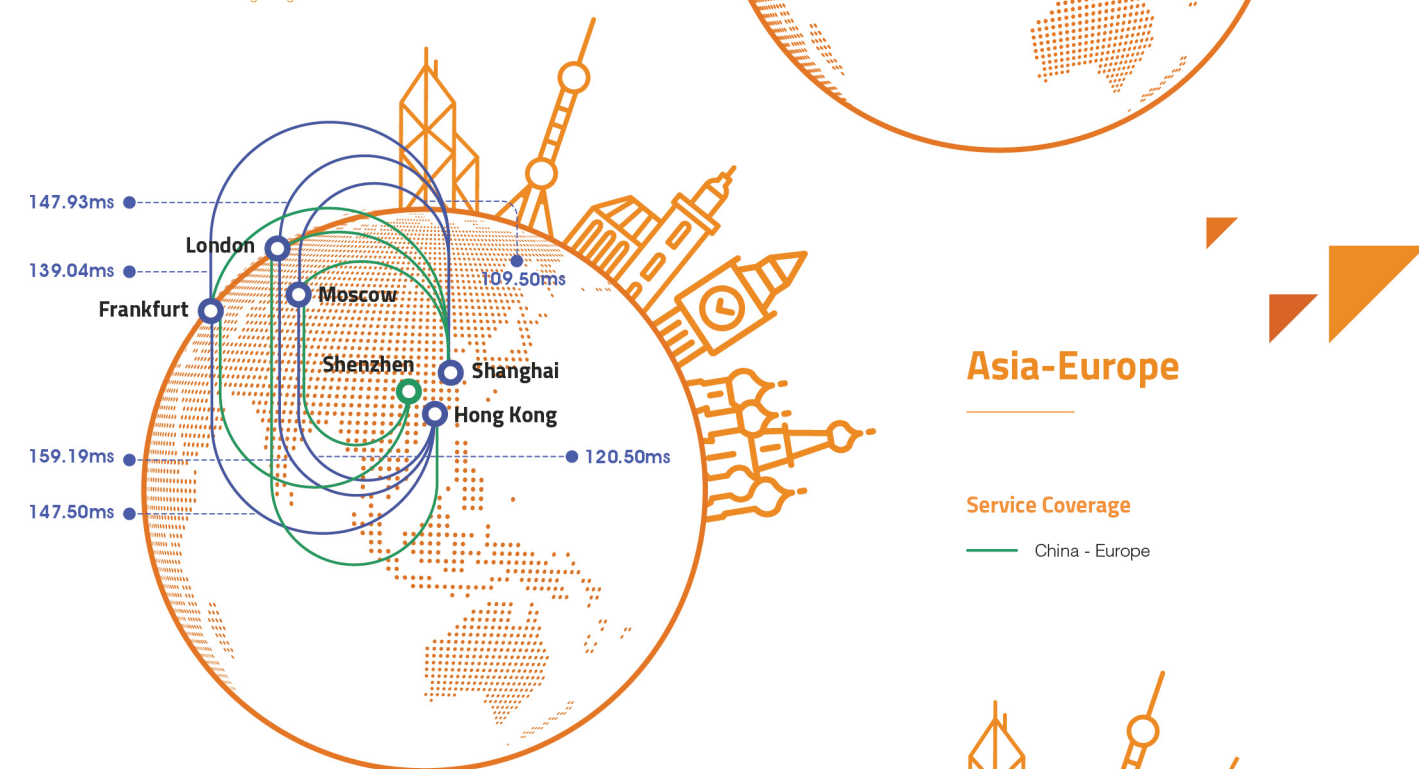 147.93ms
London
139.04ms
109.50ms
Moscow
Frankfurt
Shenzhen
Shanghai
Hong Kong
159.19ms
120.50ms
147.50ms
Asia-Europe
Service Coverage
China - Europe